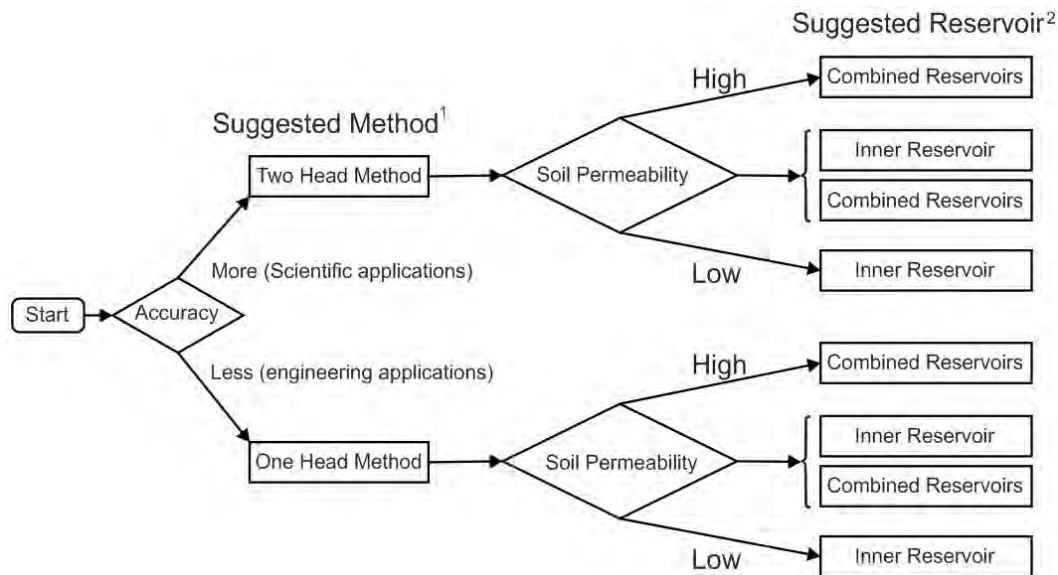 Suggested Reservoir²
High
Combined Reservoirs
Suggested Method¹
Inner Reservoir
Two Head Method
Soil Permeability
Combined Reservoirs
More (Scientific applications)
Low
Inner Reservoir
Start
Accuracy
Less (engineering applications)
High
Combined Reservoirs
Inner Reservoir
One Head Method
Soil Permeability
Combined Reservoirs
Low
Inner Reservoir